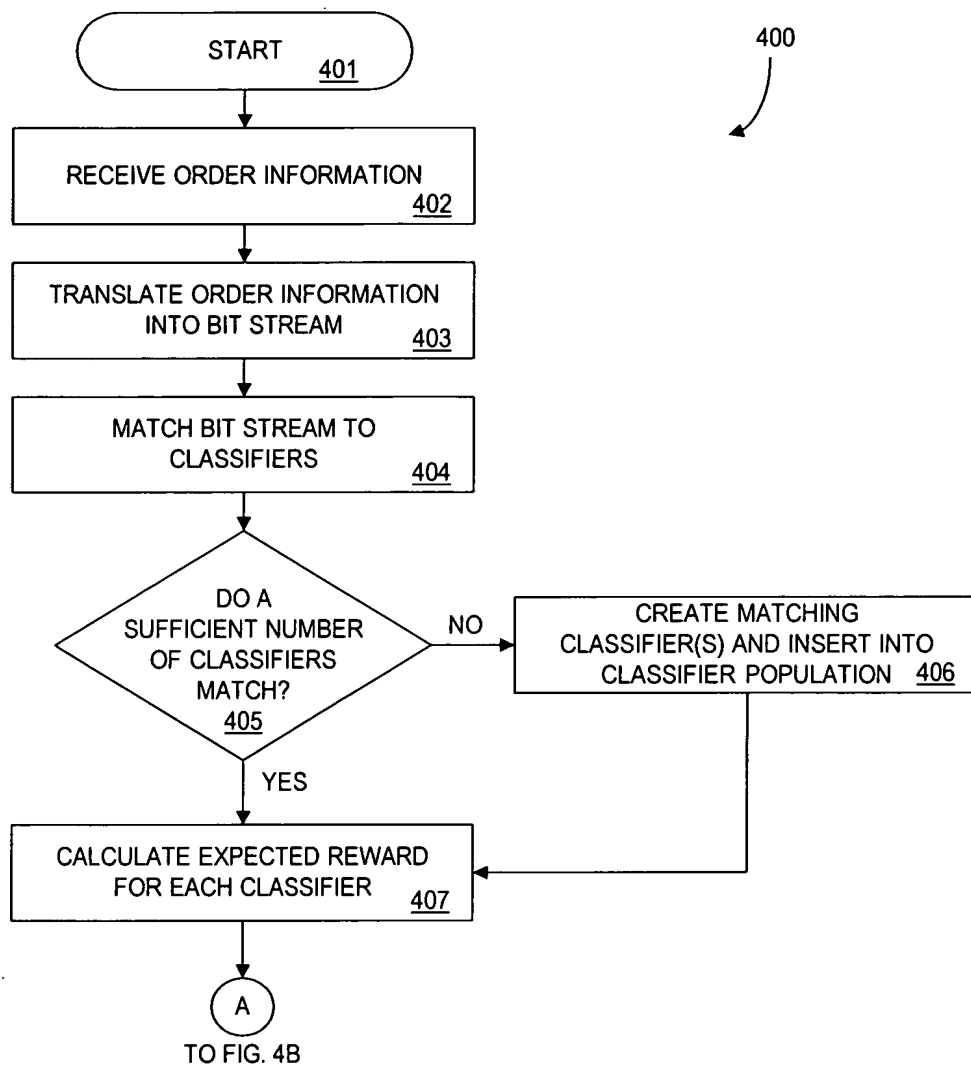 START
401
400
RECEIVE ORDER INFORMATION
402
TRANSLATE ORDER INFORMATION
INTO BIT STREAM
403
MATCH BIT STREAM TO
CLASSIFIERS
404
DO A
SUFFICIENT NUMBER
OF CLASSIFIERS
MATCH?
405
NO
CREATE MATCHING
CLASSIFIER(S) AND INSERT INTO
CLASSIFIER POPULATION 406
YES
CALCULATE EXPECTED REWARD
FOR EACH CLASSIFIER
407
A
TO FIG. 4B